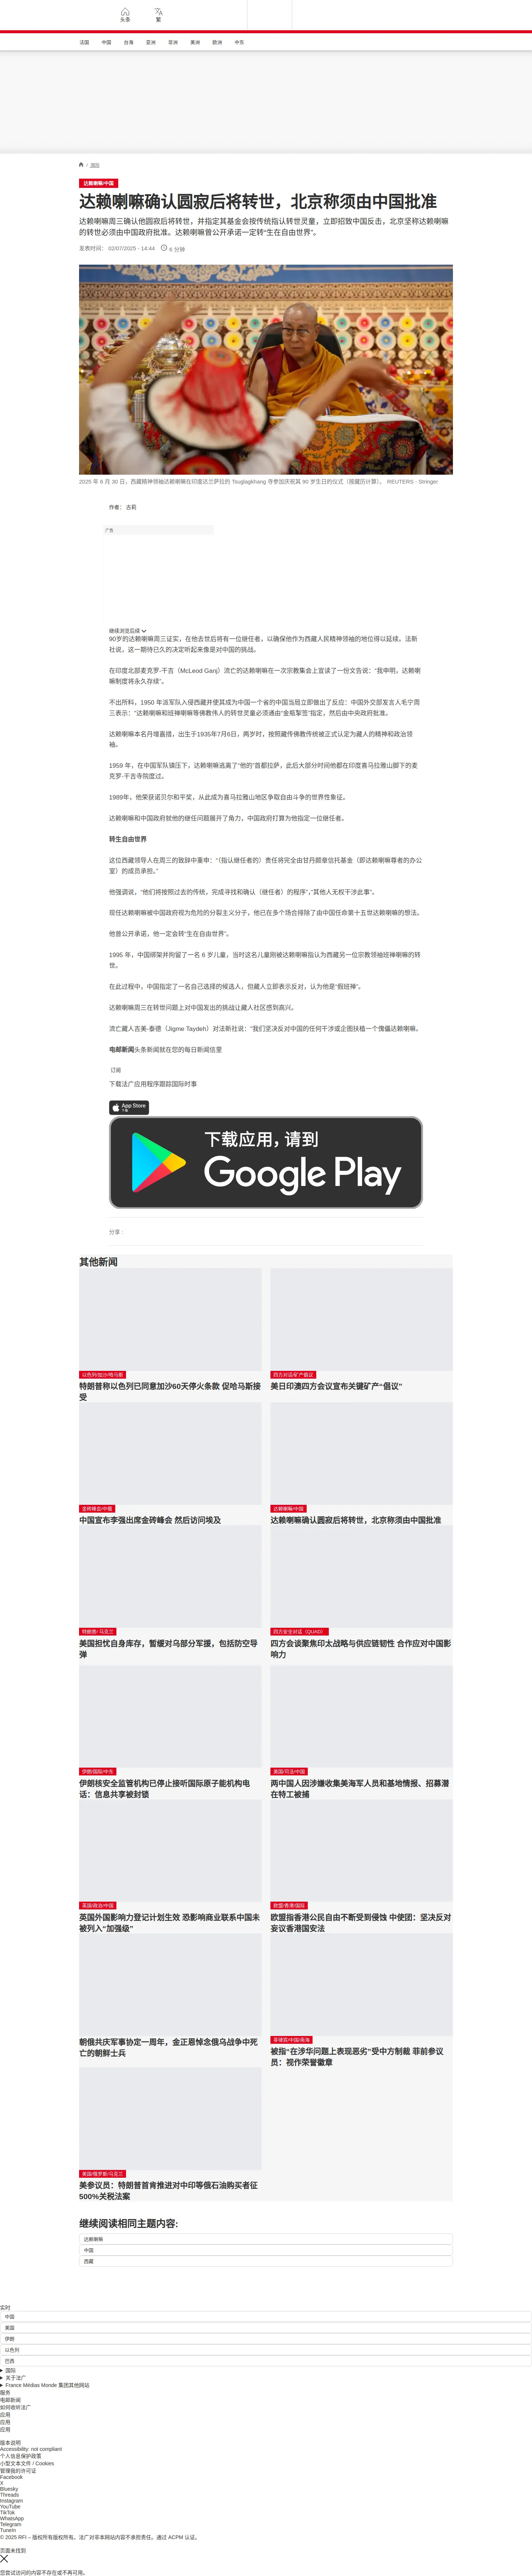 头条
繁
法国
中国
台海
亚洲
非洲
美洲
欧洲
中东
/ 国际
达赖喇嘛/中国
达赖喇嘛确认圆寂后将转世，北京称须由中国批准
达赖喇嘛周三确认他圆寂后将转世，并指定其基金会按传统指认转世灵童，立即招致中国反击，北京坚称达赖喇嘛
的转世必须由中国政府批准。达赖喇嘛曾公开承诺一定转“生在自由世界”。
发表时间： 02/07/2025 - 14:44
6 分钟
2025 年 6 月 30 日，西藏精神领袖达赖喇嘛在印度达兰萨拉的 Tsuglagkhang 寺参加庆祝其 90 岁生日的仪式（按藏历计算）。 REUTERS - Stringer
作者： 古莉
广告
继续浏览后续
90岁的达赖喇嘛周三证实，在他去世后将有一位继任者，以确保他作为西藏人民精神领袖的地位得以延续。法新
社说，这一期待已久的决定听起来像是对中国的挑战。
在印度北部麦克罗-干吉（McLeod Ganj）流亡的达赖喇嘛在一次宗教集会上宣读了一份文告说：“我申明，达赖喇
嘛制度将永久存续”。
不出所料，1950 年派军队入侵西藏并使其成为中国一个省的中国当局立即做出了反应：中国外交部发言人毛宁周
三表示：“达赖喇嘛和班禅喇嘛等佛教伟人的转世灵童必须通由“金瓶掣签”指定，然后由中央政府批准。
达赖喇嘛本名丹增嘉措，出生于1935年7月6日，两岁时，按照藏传佛教传统被正式认定为藏人的精神和政治领
袖。
1959 年，在中国军队镇压下，达赖喇嘛逃离了“他的”首都拉萨，此后大部分时间他都在印度喜马拉雅山脚下的麦
克罗-干吉寺院度过。
1989年，他荣获诺贝尔和平奖，从此成为喜马拉雅山地区争取自由斗争的世界性象征。
达赖喇嘛和中国政府就他的继任问题展开了角力，中国政府打算为他指定一位继任者。
转生自由世界
这位西藏领导人在周三的致辞中重申：“（指认继任者的）责任将完全由甘丹颇章信托基金（即达赖喇嘛尊者的办公
室）的成员承担。”
他强调说，“他们将按照过去的传统，完成寻找和确认（继任者）的程序”，”其他人无权干涉此事”。
现任达赖喇嘛被中国政府视为危险的分裂主义分子，他已在多个场合排除了由中国任命第十五世达赖喇嘛的想法。
他曾公开承诺，他一定会转“生在自由世界”。
1995 年，中国绑架并拘留了一名 6 岁儿童，当时这名儿童刚被达赖喇嘛指认为西藏另一位宗教领袖班禅喇嘛的转
世。
在此过程中，中国指定了一名自己选择的候选人，但藏人立即表示反对，认为他是“假班禅”。
达赖喇嘛周三在转世问题上对中国发出的挑战让藏人社区感到高兴。
流亡藏人吉美-泰德（Jigme Taydeh）对法新社说：“我们坚决反对中国的任何干涉或企图扶植一个傀儡达赖喇嘛。
电邮新闻头条新闻就在您的每日新闻信里
订阅
下载法广应用程序跟踪国际时事
App Store
下载
下载应用，请到
Google Play
分享 :
其他新闻
以色列/加沙/哈马斯
特朗普称以色列已同意加沙60天停火条款 促哈马斯接
受
四方对话/矿产倡议
美日印澳四方会议宣布关键矿产“倡议”
金砖峰会/中俄
中国宣布李强出席金砖峰会 然后访问埃及
达赖喇嘛/中国
达赖喇嘛确认圆寂后将转世，北京称须由中国批准
特朗普/ 乌克兰
美国担忧自身库存，暂缓对乌部分军援，包括防空导
弹
四方安全对话（QUAD）
四方会谈聚焦印太战略与供应链韧性 合作应对中国影
响力
伊朗/国际/中东
伊朗核安全监管机构已停止接听国际原子能机构电
话：信息共享被封锁
美国/司法/中国
两中国人因涉嫌收集美海军人员和基地情报、招募潜
在特工被捕
英国/政治/中国
英国外国影响力登记计划生效 恐影响商业联系中国未
被列入“加强级”
欧盟/香港/国际
欧盟指香港公民自由不断受到侵蚀 中使团：坚决反对
妄议香港国安法
朝俄共庆军事协定一周年，金正恩悼念俄乌战争中死
亡的朝鲜士兵
菲律宾/中国/南海
被指“在涉华问题上表现恶劣”受中方制裁 菲前参议
员：视作荣誉徽章
美国/俄罗斯/乌克兰
美参议员：特朗普首肯推进对中印等俄石油购买者征
500%关税法案
继续阅读相同主题内容:
达赖喇嘛
中国
西藏
实时
中国
美国
伊朗
以色列
巴西
国际
关于法广
France Médias Monde 集团其他网站
服务
电邮新闻
如何收听法广
应用
应用
应用
版本说明
Accessibility: not compliant
个人信息保护政策
小型文本文件 / Cookies
管理我的许可证
Facebook
X
Bluesky
Threads
Instagram
YouTube
TikTok
WhatsApp
Telegram
TuneIn
© 2025 RFI – 版权所有版权所有。法广对非本网站内容不承担责任。通过 ACPM 认证。
页面未找到
您尝试访问的内容不存在或不再可用。